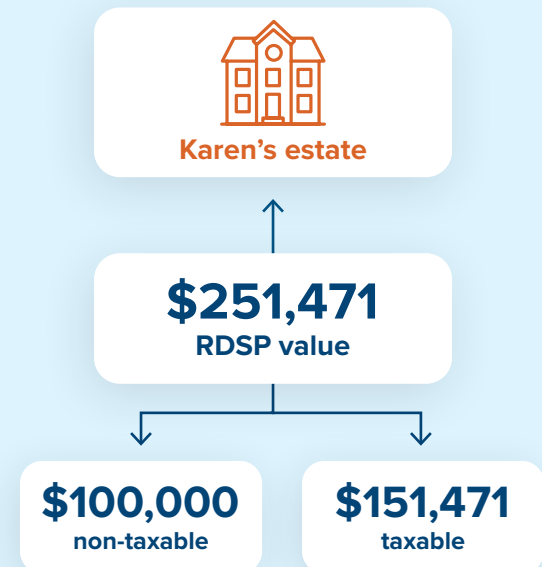 Karen's estate
$251,471
RDSP value
$100,000
non-taxable
$151,471
taxable